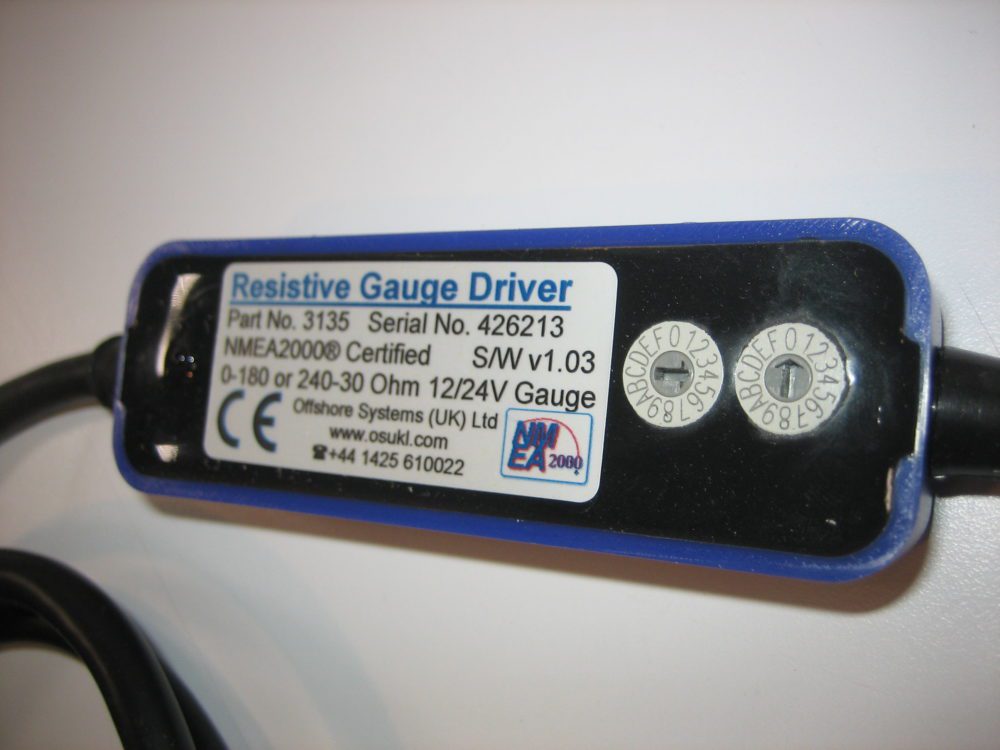 Resistive Gauge Driver
Part No. 3135 Serial No. 426213
NMEA2000® Certified S/W v1.03
0-180 or 240-30 Ohm 12/24V Gauge
CE Offshore Systems (UK) Ltd
www.osukl.com
☎+44 1425 610022
NM
EA 2000
0123456789ABCDEF
0123456789ABCDEF